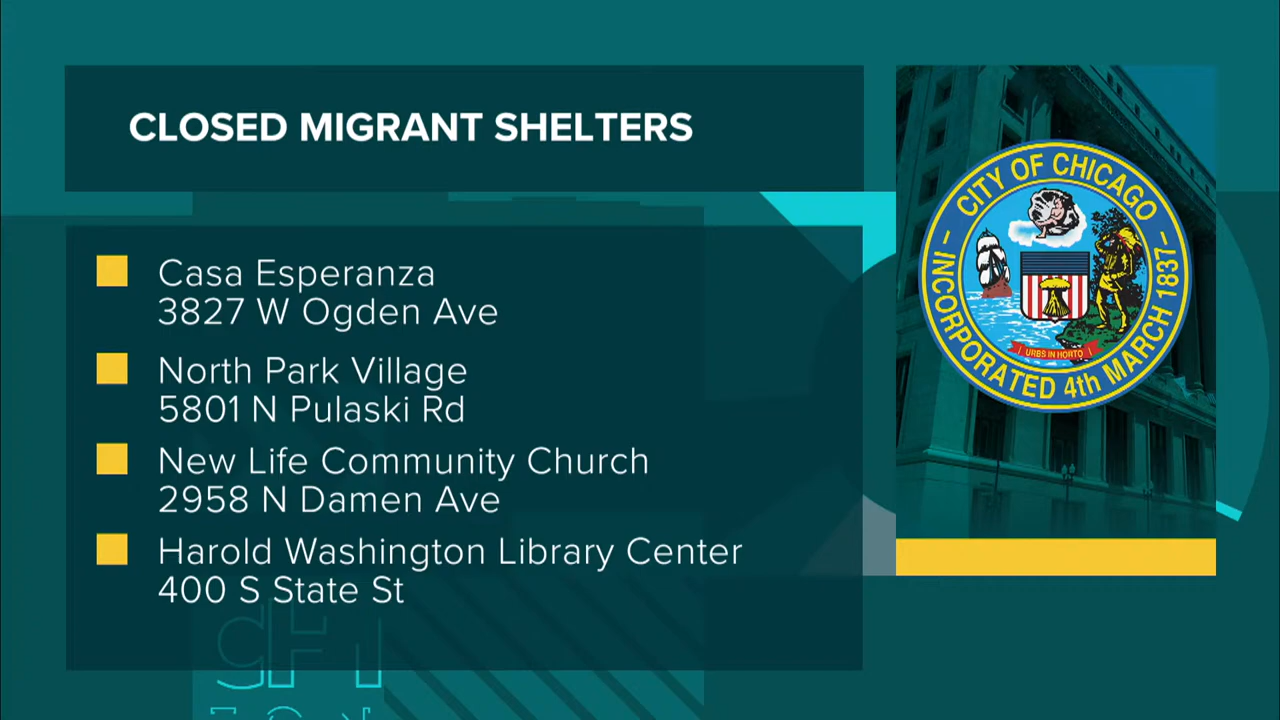 CLOSED MIGRANT SHELTERS
Casa Esperanza
3827 W Ogden Ave
North Park Village
5801 N Pulaski Rd
New Life Community Church
2958 N Damen Ave
Harold Washington Library Center
400 S State St
CITY OF CHICAGO
INCORPORATED 4th MARCH 1837
URBS IN HORTO